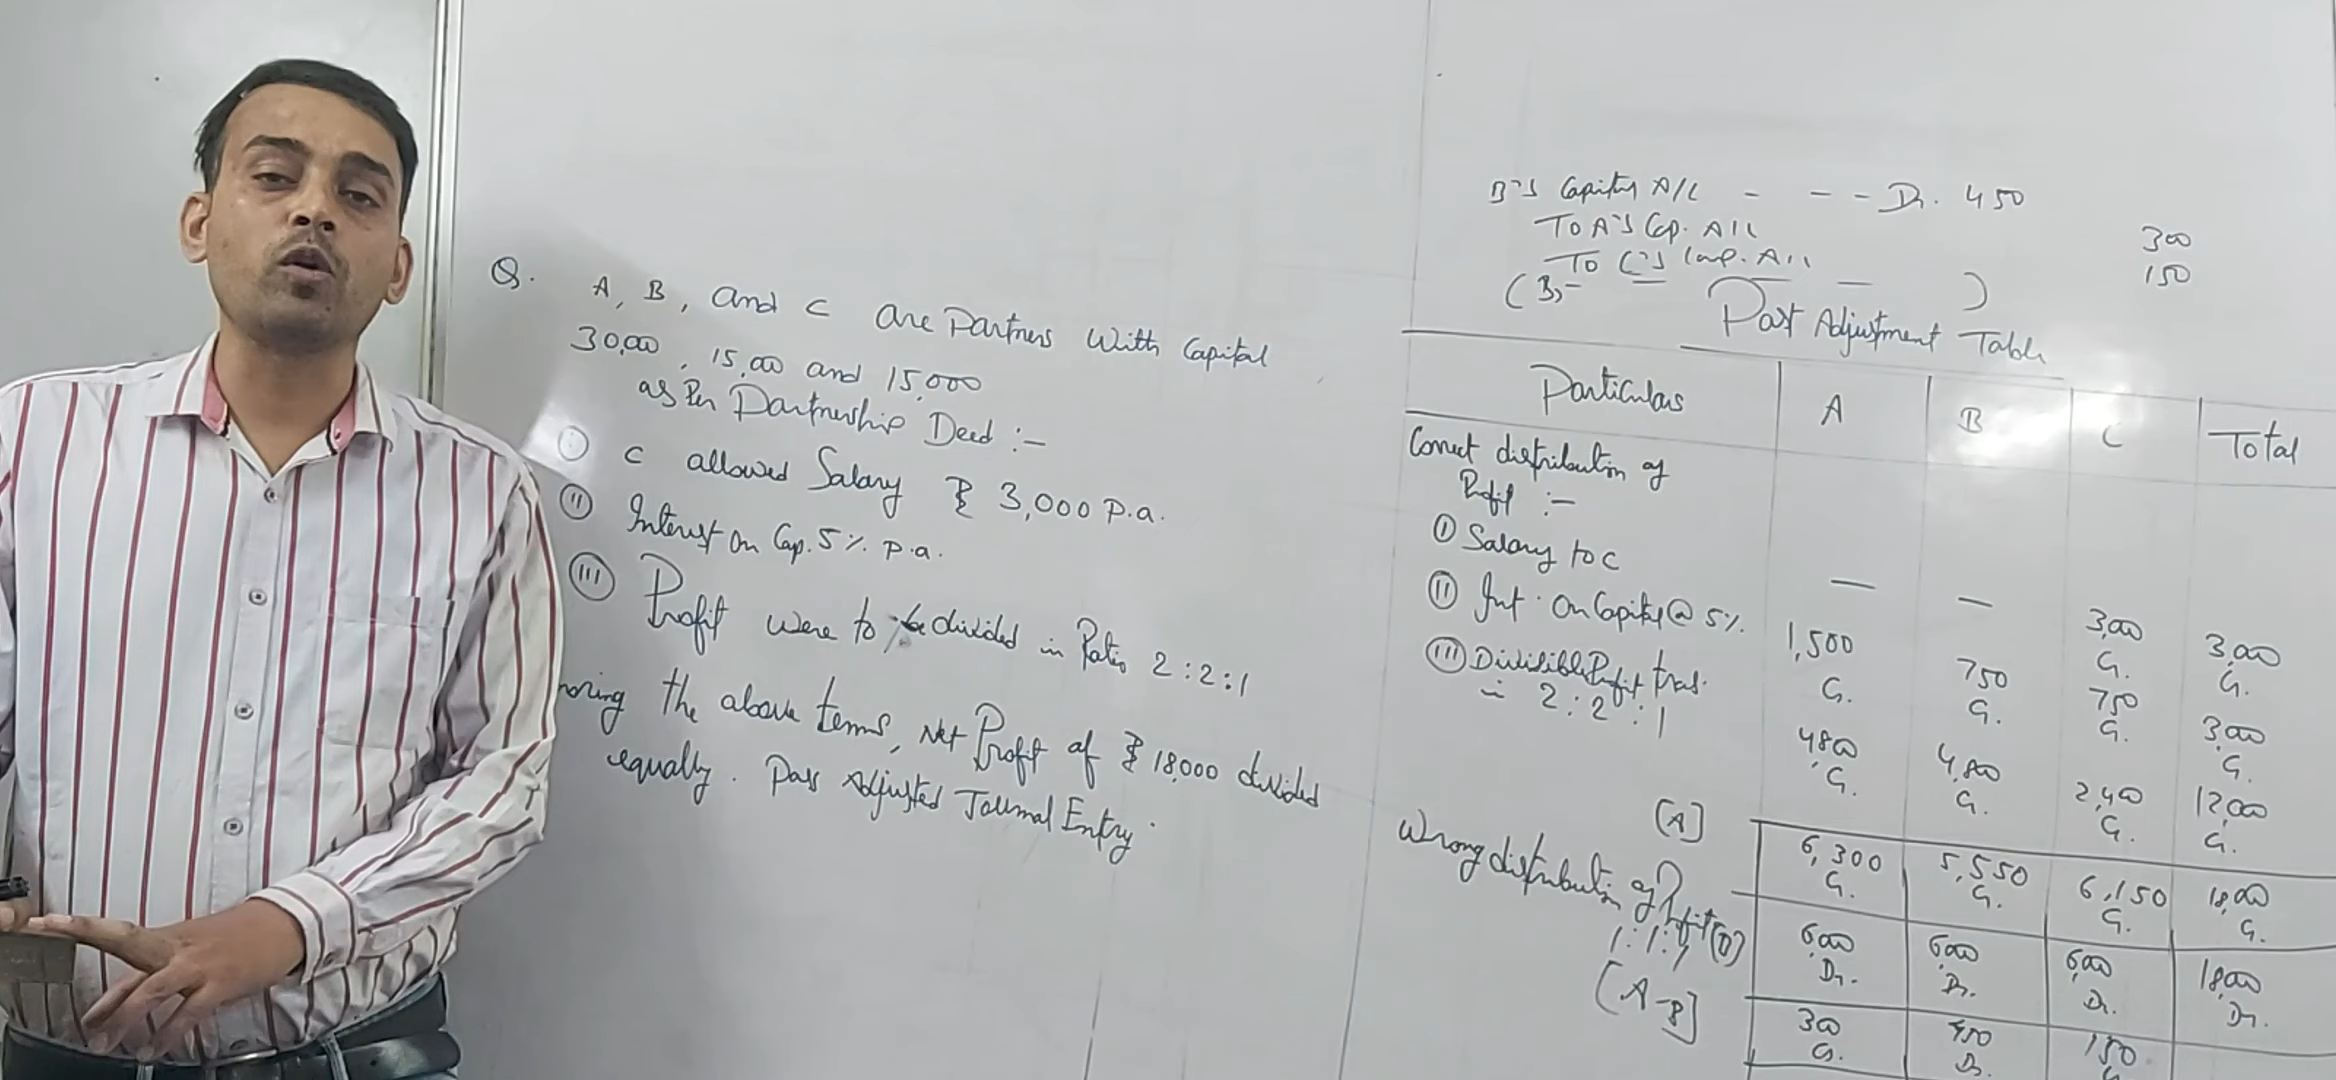 Q. A, B, and C are Partners With Capital
30,000, 15,000 and 15,000
as Per Partnership Deed :-
(I) C allowed Salary ₹ 3,000 P.a.
(II) Interest on Cap. 5% P.a.
(III) Profit were to be divided in Ratio 2:2:1
noring the above terms, Net Profit of ₹ 18,000 divided
equally. Pass Adjusted Journal Entry.
B's Capital A/C - - - Dr. 450
To A's Cap. A/C 300
To C's Cap. A/C 150
(B)
Past Adjustment Table
Particulars A B C Total
Correct distribution of
Profit :-
(I) Salary to C — — 3,000 Cr. 3,000 Cr.
(II) Int. on Capital @ 5% 1,500 Cr. 750 Cr. 750 Cr. 3,000 Cr.
(III) Divisible Profit
in 2:2:1 4800 Cr. 4,800 Cr. 2,400 Cr. 12,000 Cr.
[A] 6,300 Cr. 5,550 Cr. 6,150 Cr. 18,000 Cr.
Wrong distribution of Profit (B)
1:1:1 6,000 Dr. 6,000 Dr. 6,000 Dr. 18,000 Dr.
[A-B] 300 Cr. 450 Dr. 150